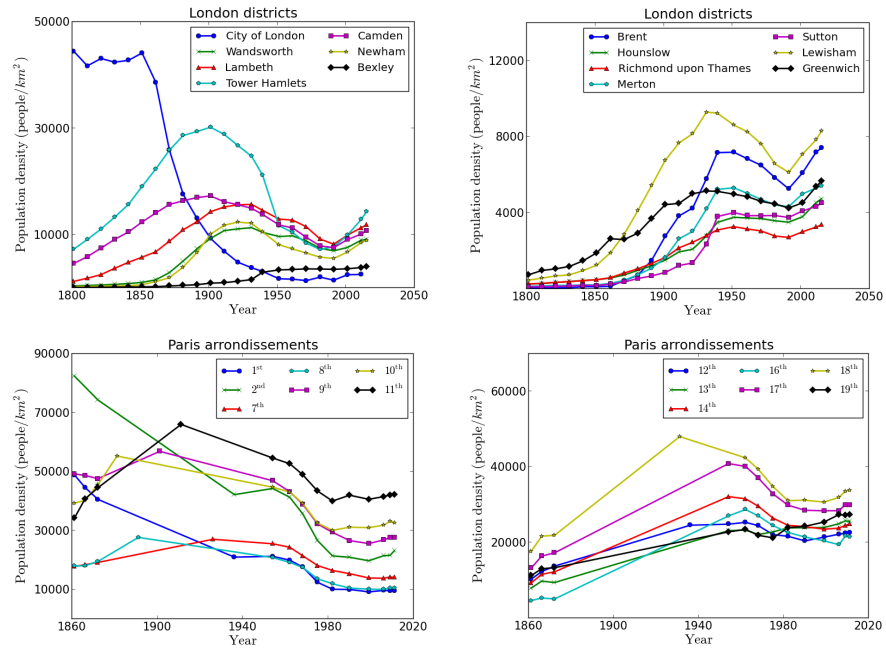 London districts
City of London
Wandsworth
Lambeth
Tower Hamlets
Camden
Newham
Bexley
50000
30000
10000
Population density (people/km²)
1800 1850 1900 1950 2000 2050
Year
London districts
Brent
Hounslow
Richmond upon Thames
Merton
Sutton
Lewisham
Greenwich
12000
8000
4000
Population density (people/km²)
1800 1850 1900 1950 2000 2050
Year
Paris arrondissements
1st
2nd
7th
8th
9th
10th
11th
90000
70000
50000
30000
10000
Population density (people/km²)
1860 1900 1940 1980 2020
Year
Paris arrondissements
12th
13th
14th
16th
17th
18th
19th
60000
40000
20000
Population density (people/km²)
1860 1900 1940 1980 2020
Year